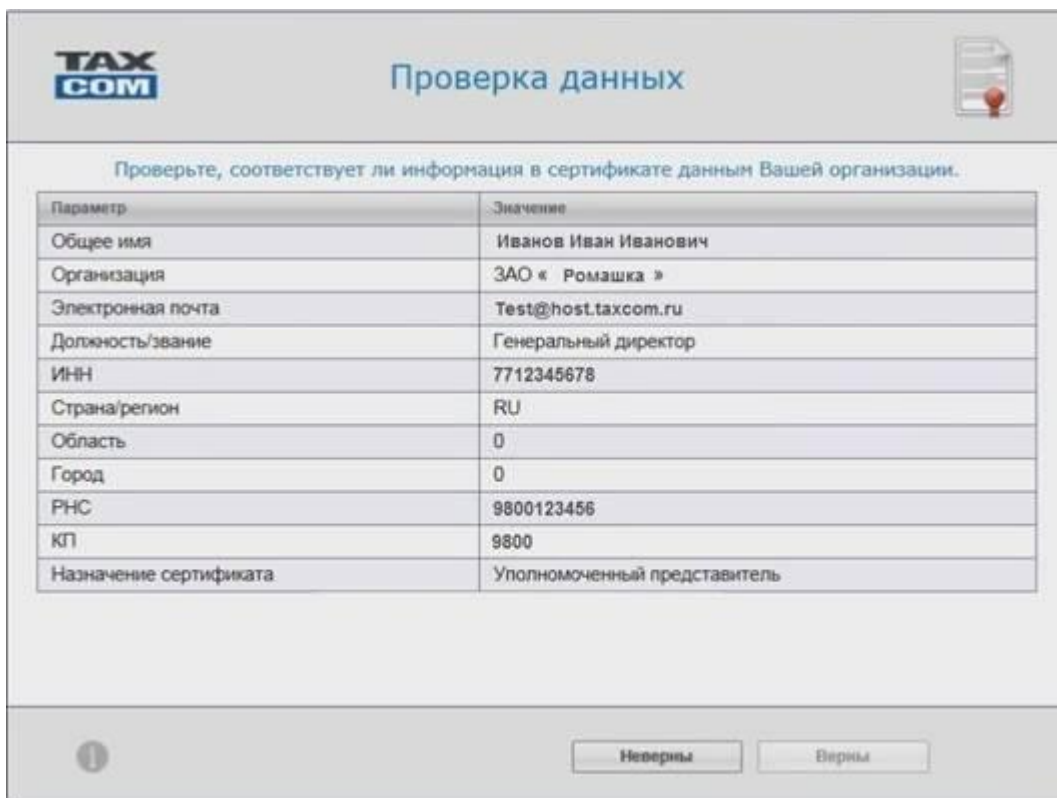 TAX
COM
Проверка данных
Проверьте, соответствует ли информация в сертификате данным Вашей организации.
Параметр Значение
Общее имя Иванов Иван Иванович
Организация ЗАО « Ромашка »
Электронная почта Test@host.taxcom.ru
Должность/звание Генеральный директор
ИНН 7712345678
Страна/регион RU
Область 0
Город 0
РНС 9800123456
КП 9800
Назначение сертификата Уполномоченный представитель
Неверны Верны